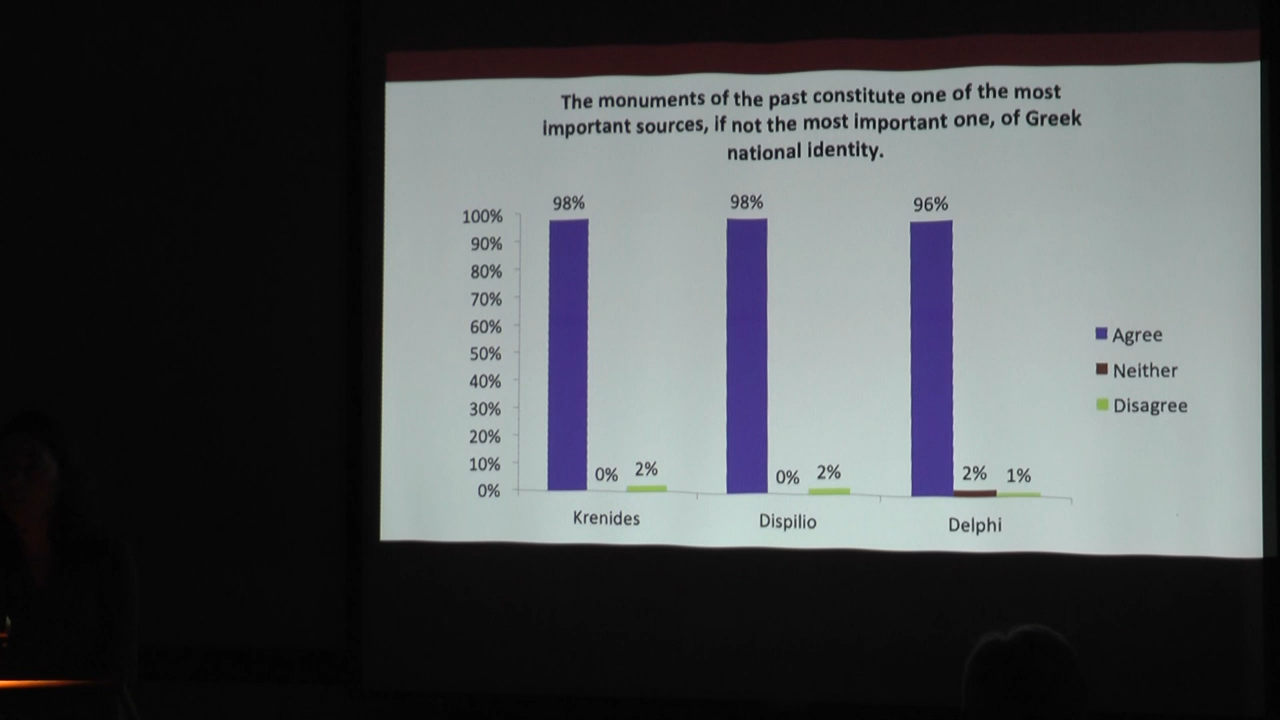 The monuments of the past constitute one of the most
important sources, if not the most important one, of Greek
national identity.
98%
98%
96%
100%
90%
80%
70%
60%
50%
40%
30%
20%
10%
0%
0%
2%
0%
2%
2%
1%
Krenides
Dispilio
Delphi
Agree
Neither
Disagree